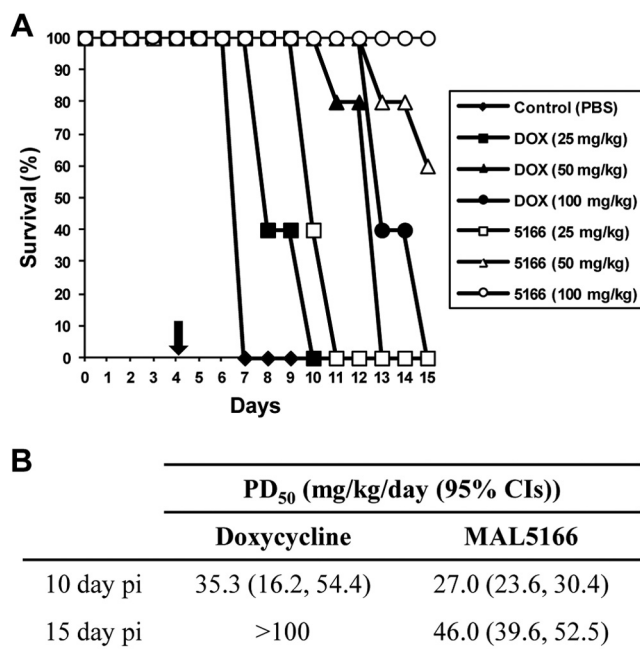 A
Survival (%)
100
90
80
70
60
50
40
30
20
10
0
0 1 2 3 4 5 6 7 8 9 10 11 12 13 14 15
Days
Control (PBS)
DOX (25 mg/kg)
DOX (50 mg/kg)
DOX (100 mg/kg)
5166 (25 mg/kg)
5166 (50 mg/kg)
5166 (100 mg/kg)
B
PD50 (mg/kg/day (95% CIs))
Doxycycline MAL5166
10 day pi 35.3 (16.2, 54.4) 27.0 (23.6, 30.4)
15 day pi >100 46.0 (39.6, 52.5)